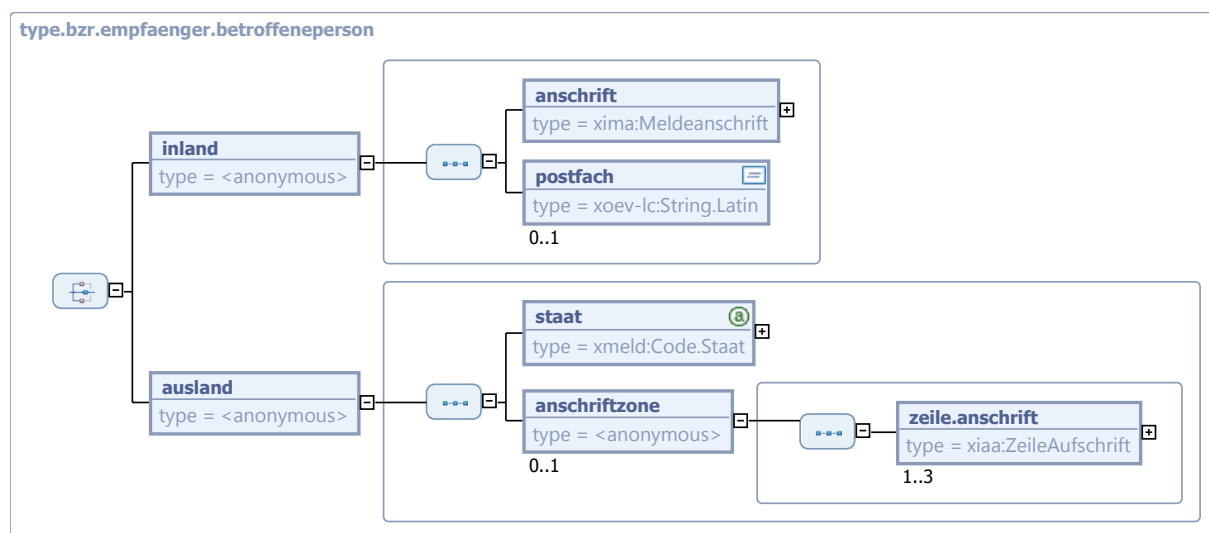 type.bzr.empfaenger.betroffeneperson
anschrift
type = xima:Meldeanschrift
inland
type = <anonymous>
postfach
type = xoev-lc:String.Latin
0..1
staat
type = xmeld:Code.Staat
ausland
type = <anonymous>
anschriftzone
type = <anonymous>
0..1
zeile.anschrift
type = xiaa:ZeileAufschrift
1..3